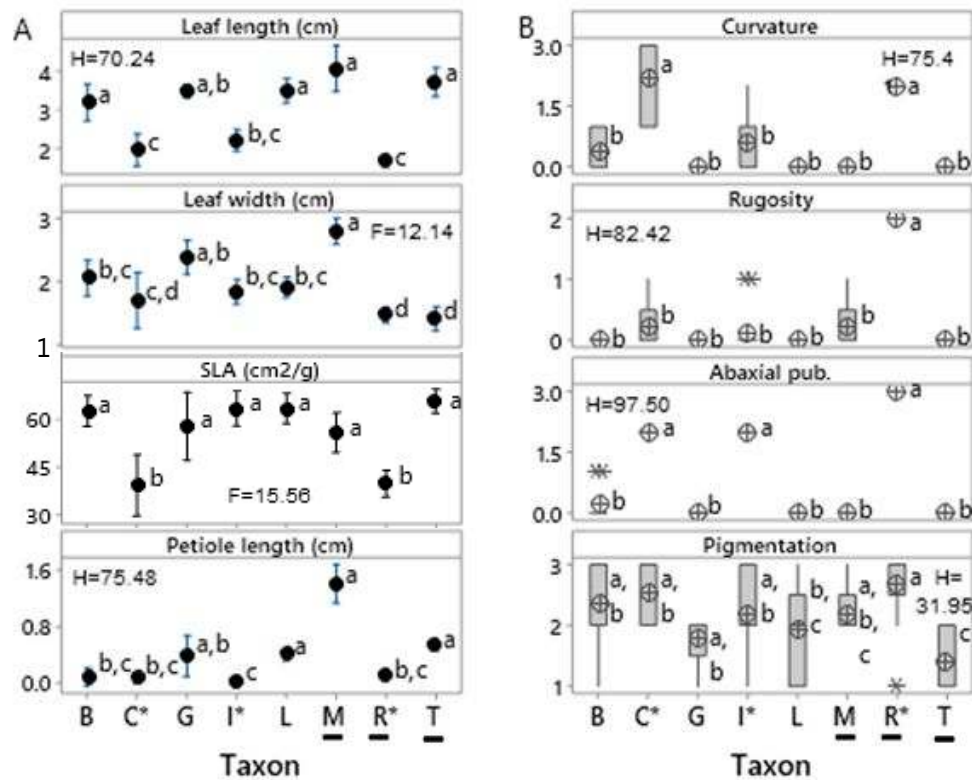 A
Leaf length (cm)
H=70.24
4
3
2
a
c
a,b
b,c
a
a
c
a
Leaf width (cm)
F=12.14
3
2
1
1
b,c
c,d
a,b
b,c
b,c
a
d
d
SLA (cm2/g)
60
45
30
F=15.56
a
b
a
a
a
a
b
a
Petiole length (cm)
H=75.48
1.6
0.8
0.0
b,c
b,c
a,b
c
a
a
b,c
a
B C* G I* L M R* T
Taxon
B
Curvature
H=75.4
3.0
1.5
0.0
b
a
b
b
b
b
a
b
Rugosity
H=82.42
2
1
0
b
b
b
b
b
b
a
b
Abaxial pub.
H=97.50
3.0
1.5
0.0
b
a
b
a
b
b
a
b
Pigmentation
H=
31.95
3
2
1
a,
b
a,
b
a,
b
a,
b
b,
c
a,
b,
c
a
c
B C* G I* L M R* T
Taxon